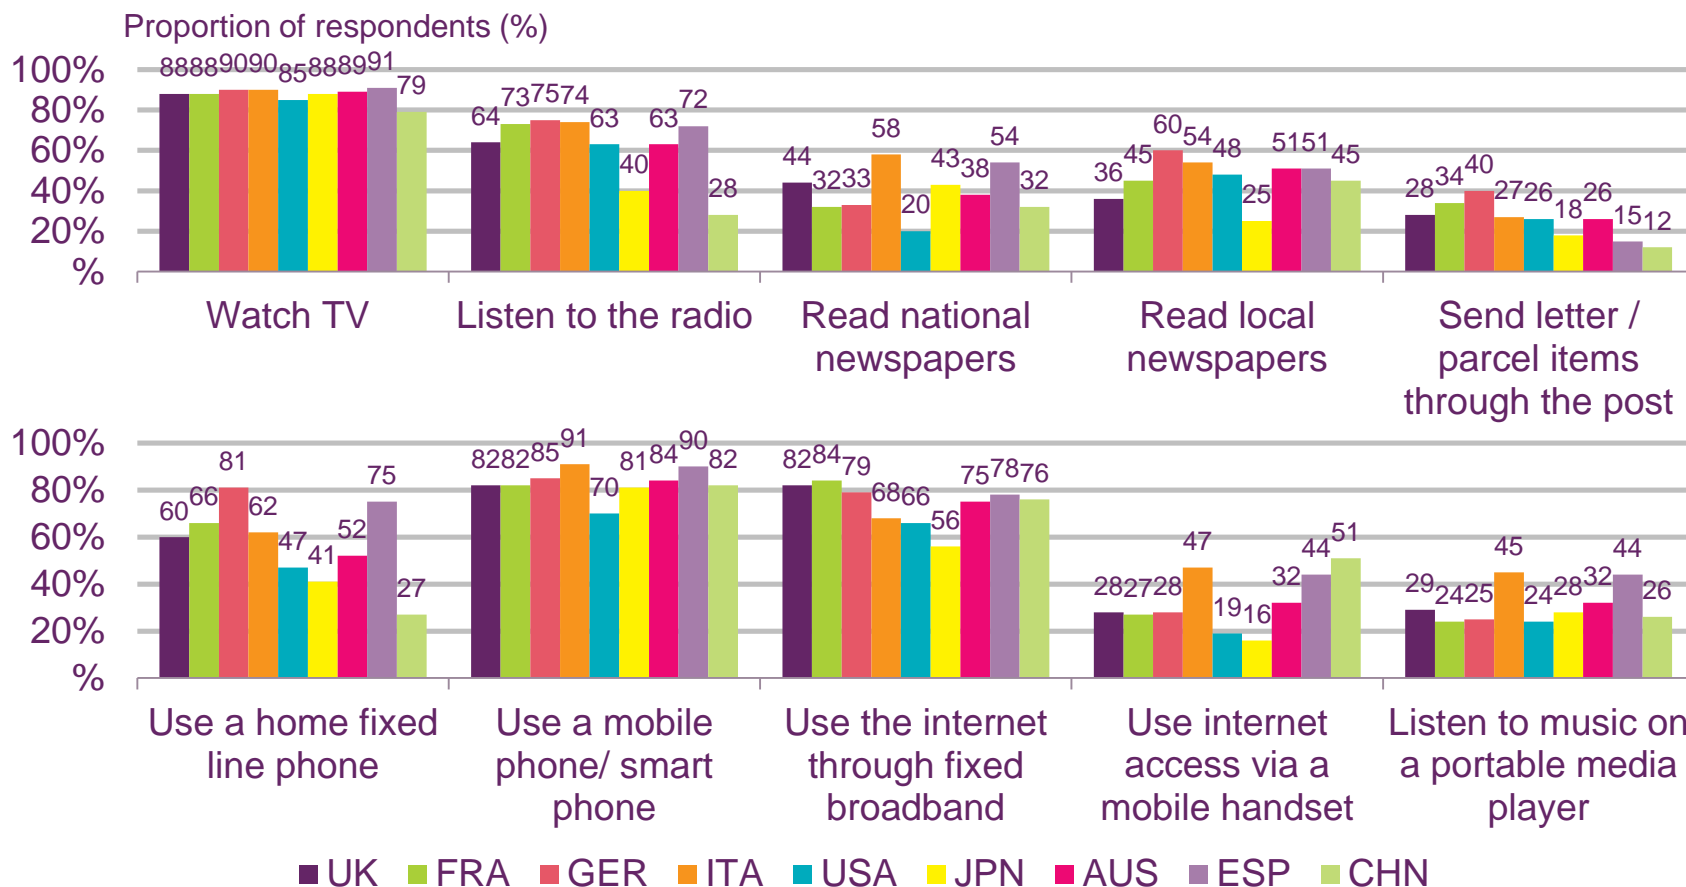 Proportion of respondents (%)
100%
80%
60%
40%
20%
%
88 88 90 90 85 88 89 91 79
64 73 75 74 63 40 63 72 28
44 32 33 58 20 43 38 54 32
36 45 60 54 48 25 51 51 45
28 34 40 27 26 18 26 15 12
Watch TV
Listen to the radio
Read national
newspapers
Read local
newspapers
Send letter /
parcel items
through the post
100%
80%
60%
40%
20%
%
60 66 81 62 47 41 52 75 27
82 82 85 91 70 81 84 90 82
82 84 79 68 66 56 75 78 76
28 27 28 47 19 16 32 44 51
29 24 25 45 24 28 32 44 26
Use a home fixed
line phone
Use a mobile
phone/ smart
phone
Use the internet
through fixed
broadband
Use internet
access via a
mobile handset
Listen to music on
a portable media
player
UK FRA GER ITA USA JPN AUS ESP CHN